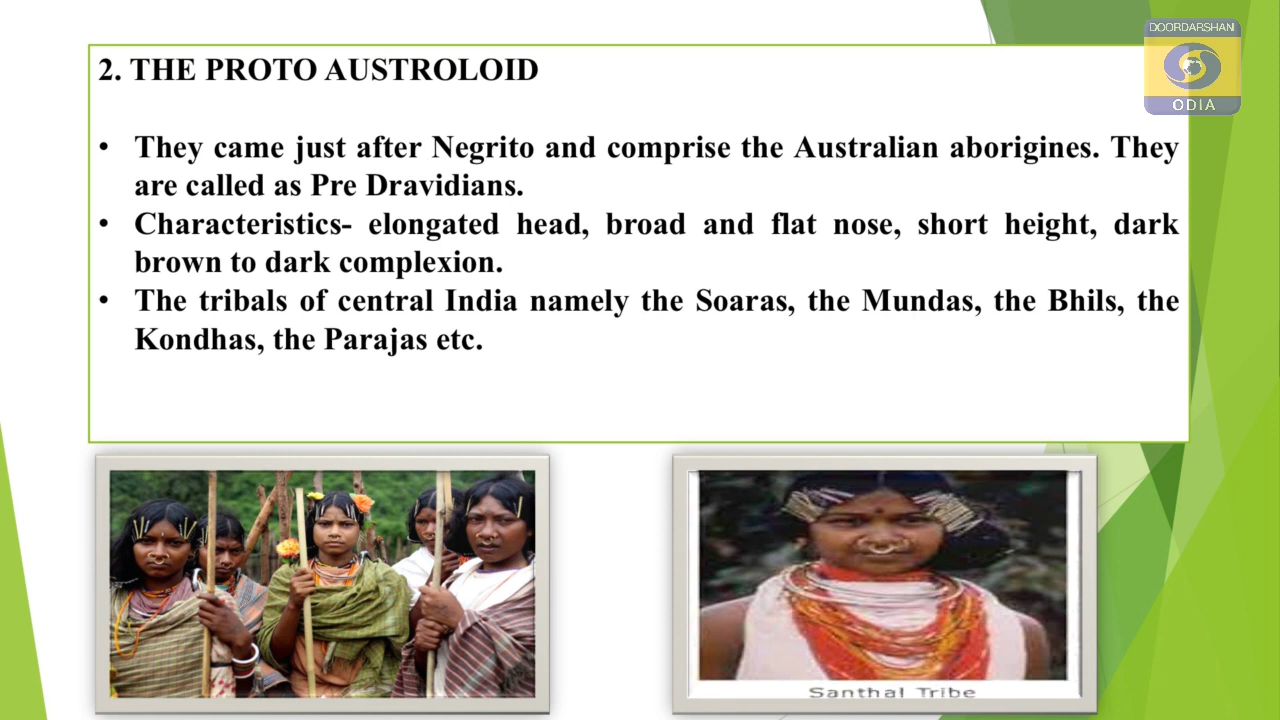 DOORDARSHAN
ODIA
2. THE PROTO AUSTROLOID
• They came just after Negrito and comprise the Australian aborigines. They
are called as Pre Dravidians.
• Characteristics- elongated head, broad and flat nose, short height, dark
brown to dark complexion.
• The tribals of central India namely the Soaras, the Mundas, the Bhils, the
Kondhas, the Parajas etc.
Santhal Tribe